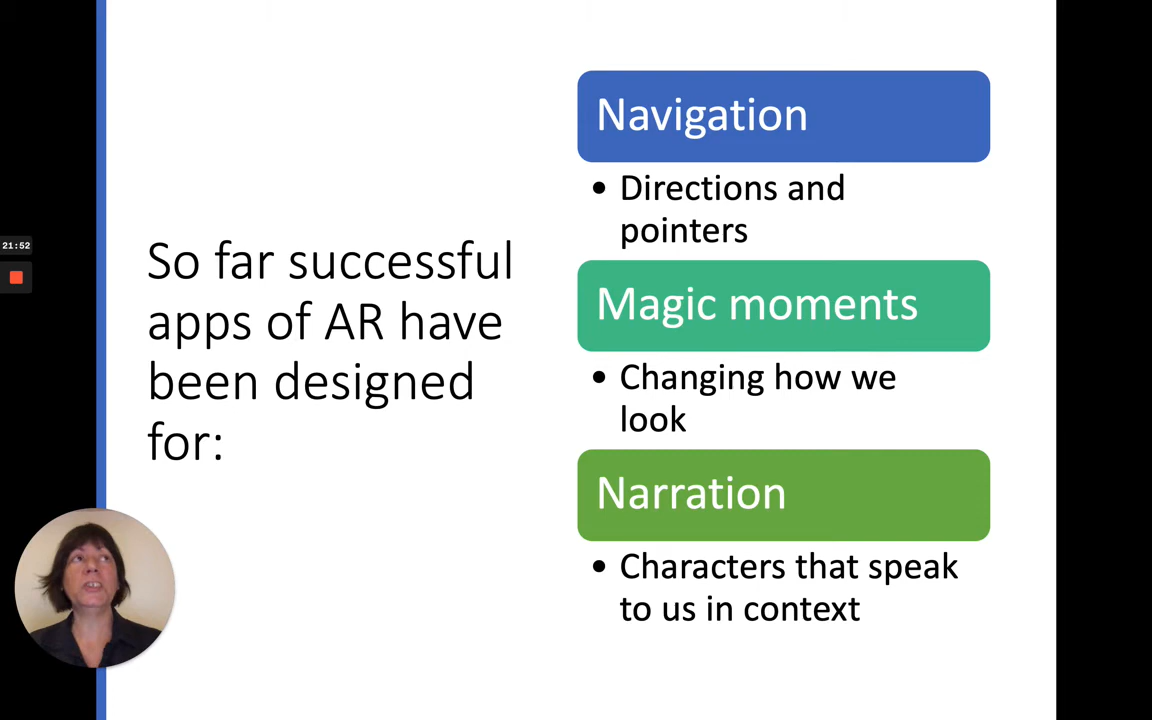 21:52
So far successful
apps of AR have
been designed
for:
Navigation
• Directions and
pointers
Magic moments
• Changing how we
look
Narration
• Characters that speak
to us in context